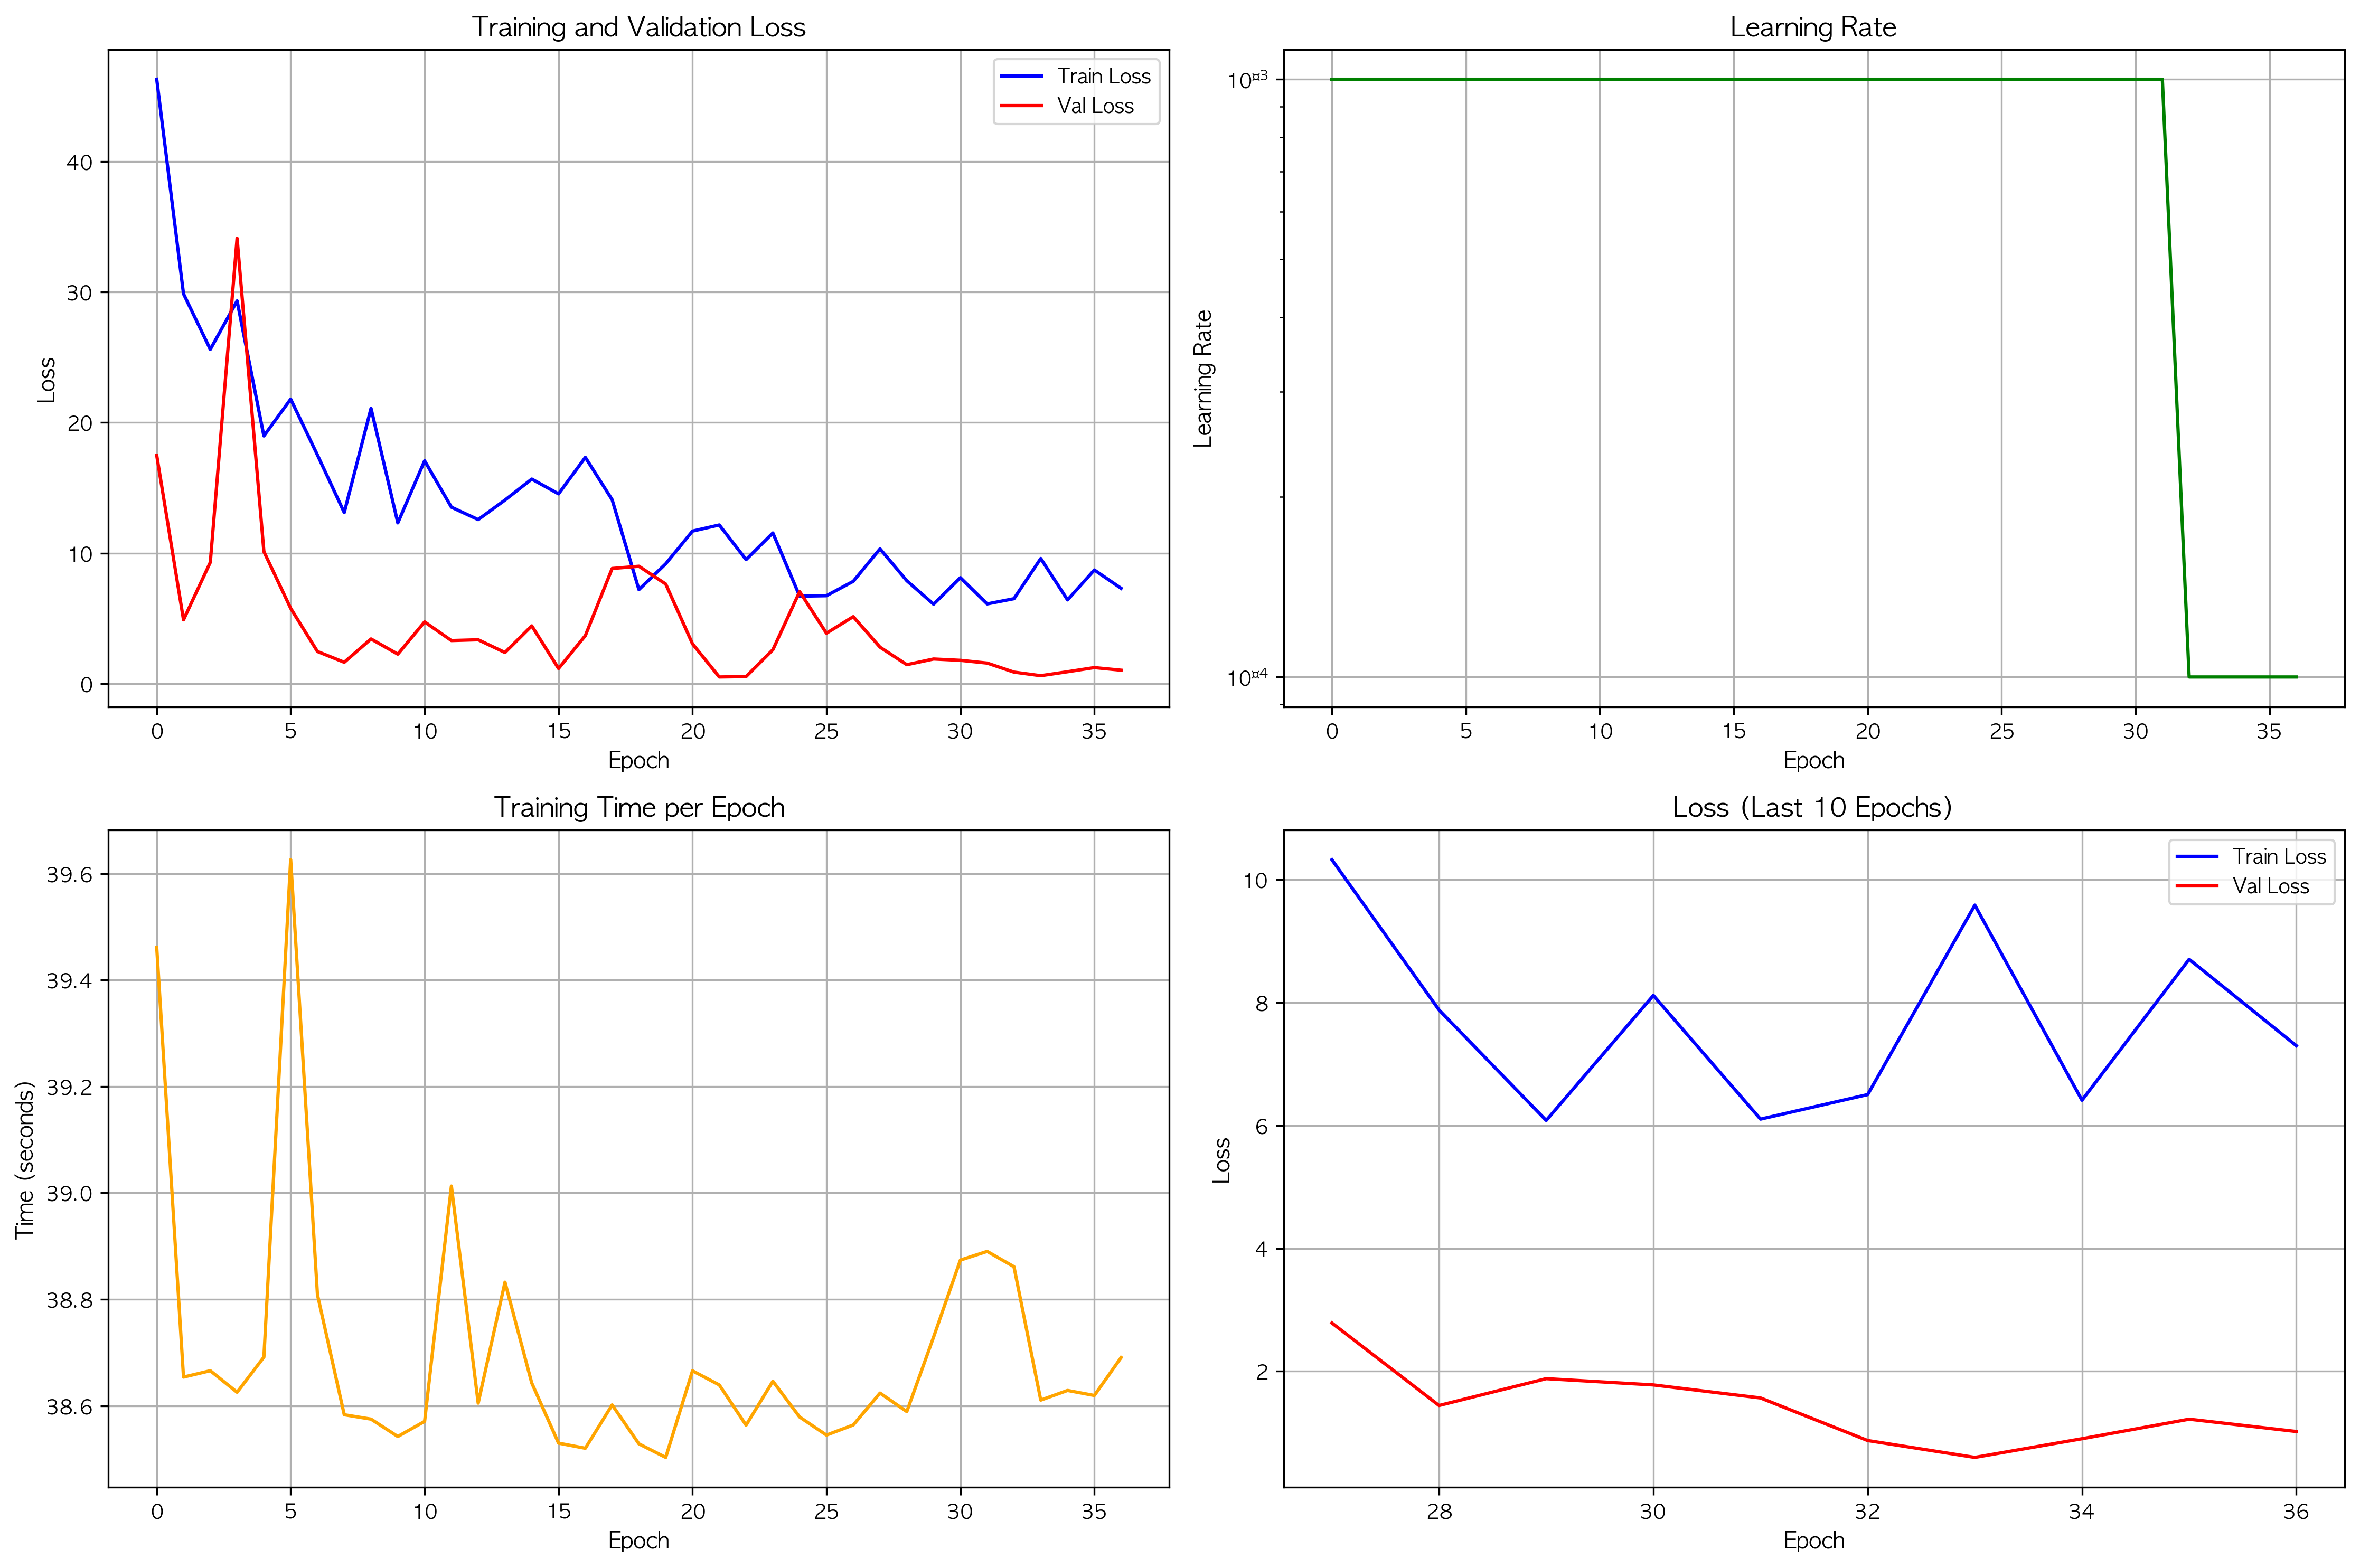 Training and Validation Loss
Train Loss
Val Loss
Loss
40
30
20
10
0
0 5 10 15 20 25 30 35
Epoch
Learning Rate
Learning Rate
10¤3
10¤4
0 5 10 15 20 25 30 35
Epoch
Training Time per Epoch
Time (seconds)
39.6
39.4
39.2
39.0
38.8
38.6
0 5 10 15 20 25 30 35
Epoch
Loss (Last 10 Epochs)
Train Loss
Val Loss
Loss
10
8
6
4
2
28 30 32 34 36
Epoch